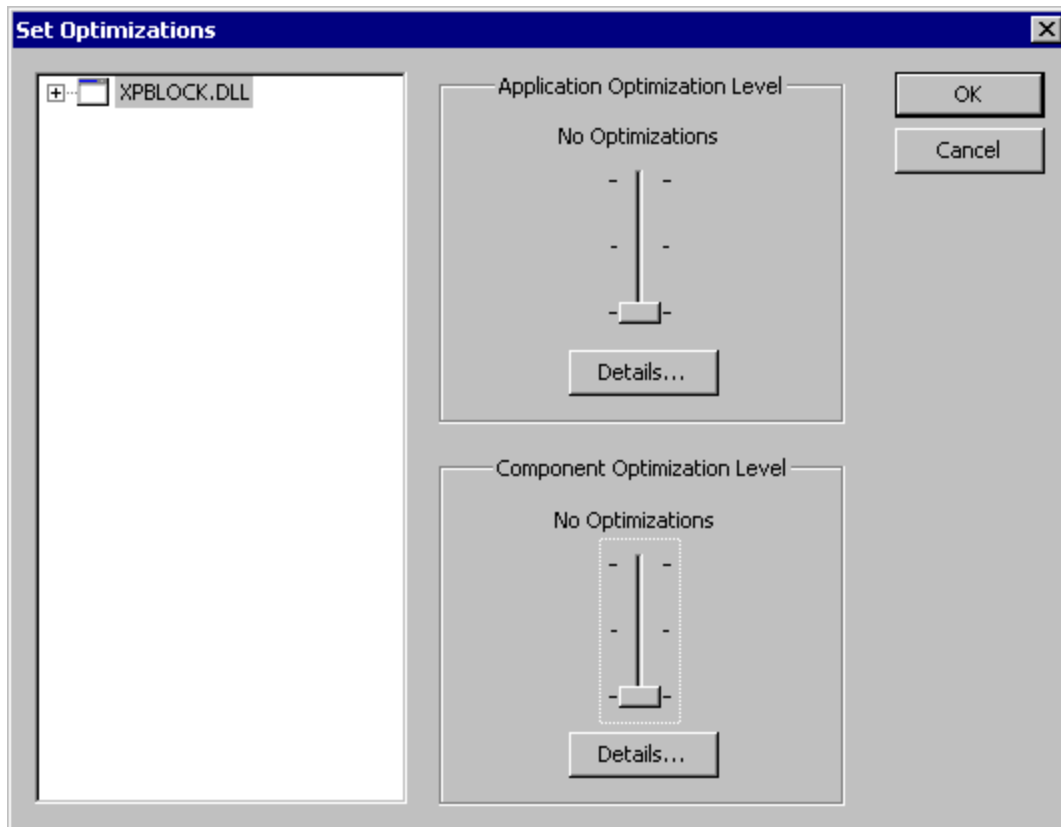 Set Optimizations
XPBLOCK.DLL
Application Optimization Level
No Optimizations
Details...
OK
Cancel
Component Optimization Level
No Optimizations
Details...